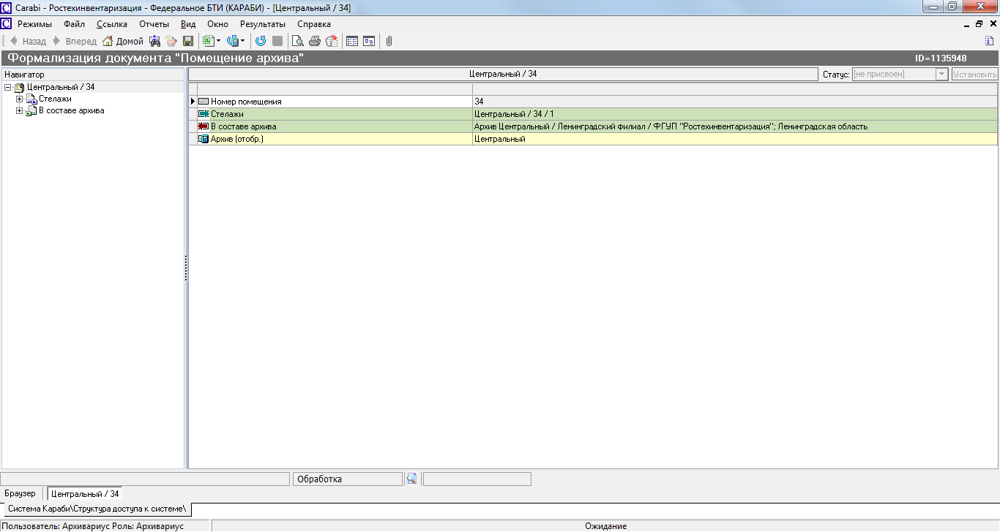 Carabi - Ростехинвентаризация - Федеральное БТИ (КАРАБИ) - [Центральный / 34]
Режимы Файл Ссылка Отчеты Вид Окно Результаты Справка
Назад Вперед Домой
Формализация документа "Помещение архива" ID=1135948
Навигатор
Центральный / 34
Стелажи
В составе архива
Центральный / 34 Статус: [не присвоен] Установить
Номер помещения 34
Стелажи Центральный / 34 / 1
В составе архива Архив Центральный / Ленинградский филиал / ФГУП "Ростехинвентаризация"; Ленинградская область
Архив (отобр.) Центральный
Обработка
Браузер Центральный / 34
Система Караби\Структура доступа к системе\
Пользователь: Архивариус Роль: Архивариус Ожидание